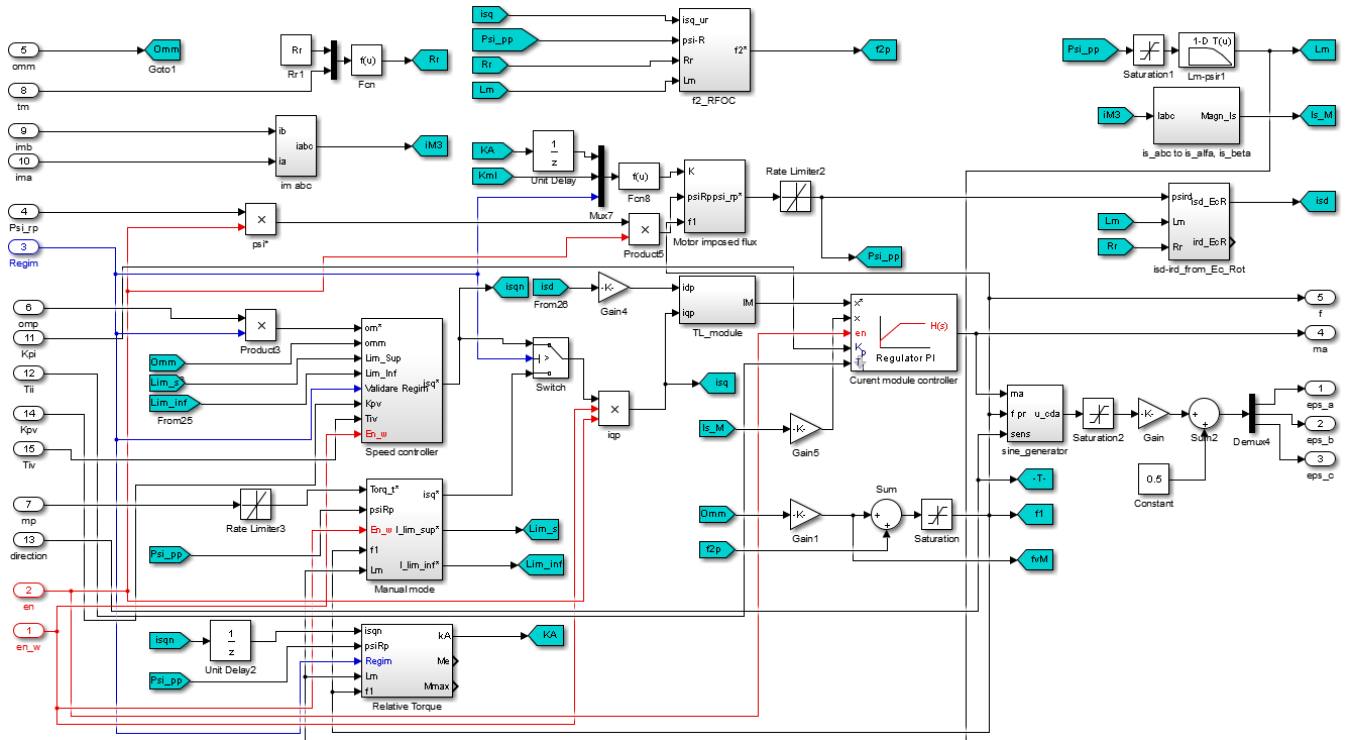 5
omm
Omm
Goto1
8
tm
Rr
Rr1
f(u)
Fcn
Rr
isq
Psi_pp
Rr
Lm
isq_ur
psi-R
Rr
Lm
f2*
f2_RFOC
f2p
Psi_pp
Saturation1
1-D T(u)
Lm-psir1
Lm
iM3
Iabc
Magn_Is
is_abc to is_alfa, is_beta
Is_M
9
imb
10
ima
ib
iabc
ia
im abc
iM3
KA
Kml
1
z
Unit Delay
Mux7
f(u)
Fcn8
K
psiRp
psi_rp*
f1
Motor imposed flux
Rate Limiter2
Psi_pp
psird
Lm
Rr
isd_EcR
ird_EcR
isd-ird_from_Ec_Rot
Lm
Rr
isd
4
Psi_rp
×
psi*
×
Product5
3
Regim
6
omp
11
Kpi
12
Tii
14
Kpv
15
Tiv
×
Product3
Omm
Lim_s
Lim_inf
From25
om*
omm
Lim_Sup
Lim_Inf
Validare Regim
Kpv
Tiv
En_w
isq*
Speed controller
isqn
isd
From26
-K-
Gain4
idp
iqp
IM
TL_module
>
Switch
×
iqp
isq
x*
x
en
K
p
H(s)
Regulator PI
Curent module controller
Is_M
-K-
Gain5
5
f
4
ma
ma
f pr
sens
u_cda
sine_generator
Saturation2
-K-
Gain
+
+
Sum2
Demux4
1
eps_a
2
eps_b
3
eps_c
0.5
Constant
7
mp
Rate Limiter3
13
direction
Psi_pp
Torq_t*
psiRp
En_w
f1
Lm
isq*
I_lim_sup*
I_lim_inf*
Manual mode
Lim_s
Lim_inf
Omm
f2p
-K-
Gain1
Sum
+
+
Saturation
-T-
f1
fvM
2
en
1
en_w
isqn
1
z
Unit Delay2
Psi_pp
isqn
psiRp
Regim
Lm
f1
kA
Me
Mmax
Relative Torque
KA